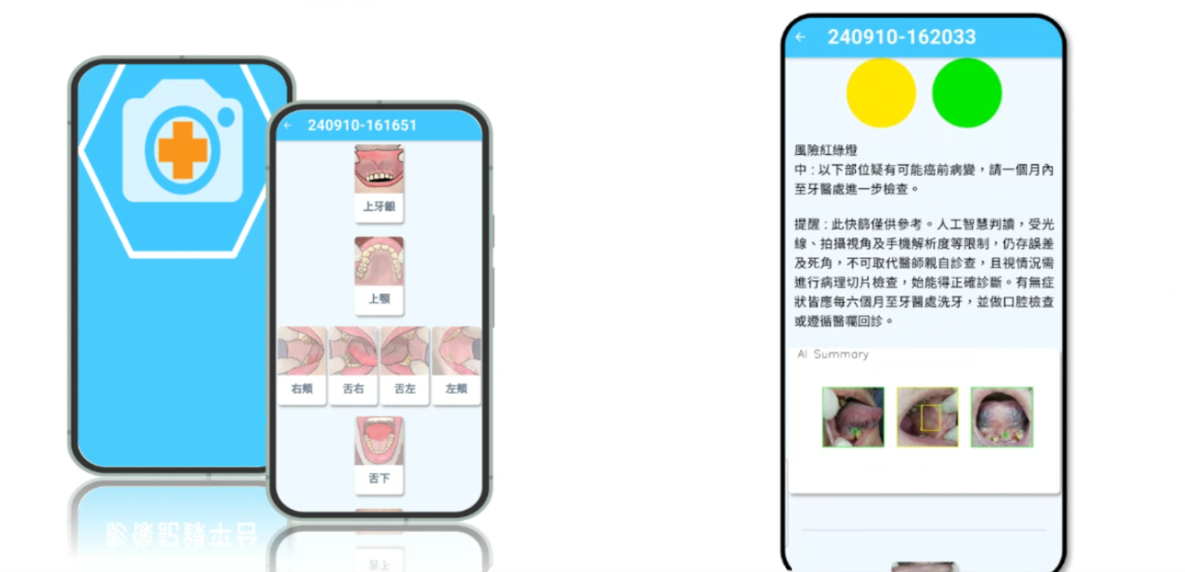 240910-161651
上牙齦
上顎
右頰
舌右
舌左
左頰
舌下
240910-162033
風險紅綠燈
中：以下部位疑有可能癌前病變，請一個月內
至牙醫處進一步檢查。
提醒：此快篩僅供參考。人工智慧判讀，受光
線、拍攝視角及手機解析度等限制，仍存誤差
及死角，不可取代醫師親自診查，且視情況需
進行病理切片檢查，始能得正確診斷。有無症
狀皆應每六個月至牙醫處洗牙，並做口腔檢查
或遵循醫囑回診。
AI Summary